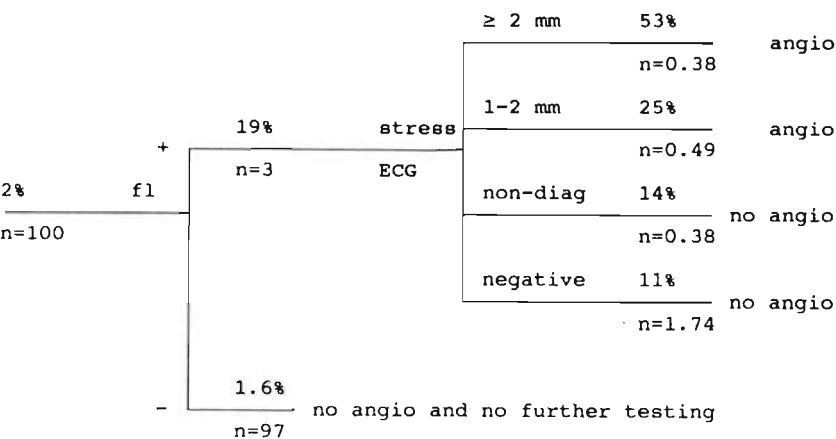 ≥ 2 mm 53%
angio
n=0.38
1-2 mm 25%
19% stress
angio
+
n=0.49
n=3 ECG
2% fl
non-diag 14%
no angio
n=100
n=0.38
negative 11%
no angio
n=1.74
1.6%
- no angio and no further testing
n=97